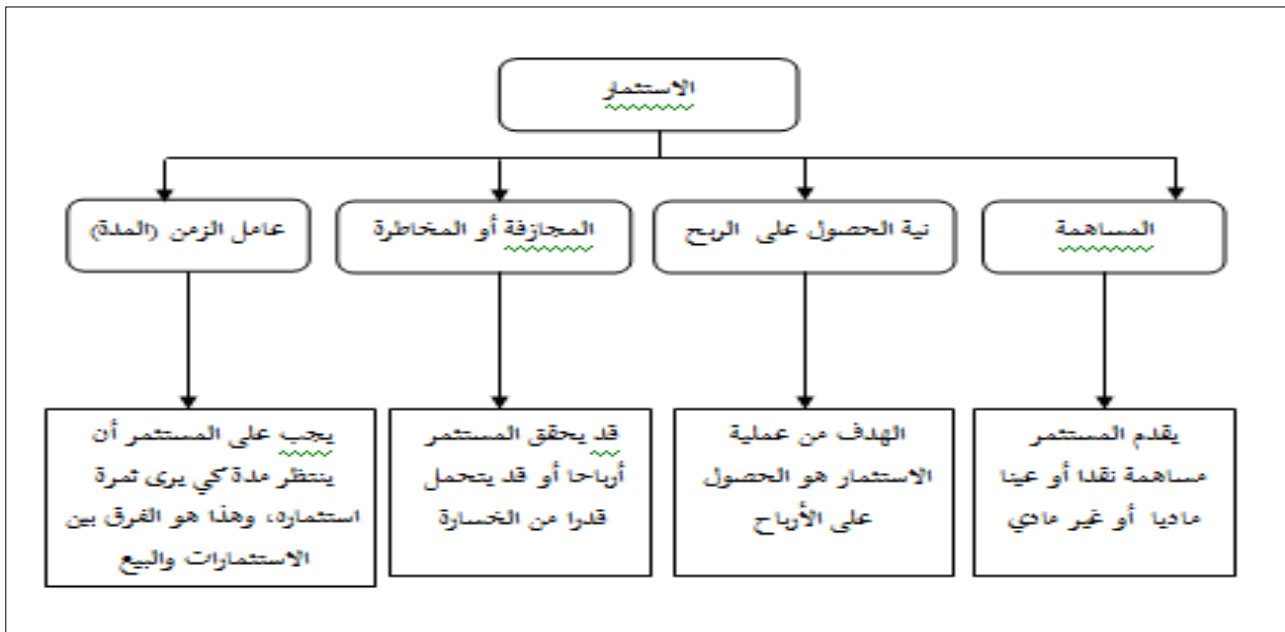 الاستثمار
المساهمة
نية الحصول على الربح
المجازفة أو المخاطرة
عامل الزمن (المدة)
يقدم المستثمر
مساهمة نقدا أو عينا
ماديا أو غير مادي
الهدف من عملية
الاستثمار هو الحصول
على الأرباح
قد يحقق المستثمر
أرباحا أو قد يتحمل
قدرا من الخسارة
يجب على المستثمر أن
ينتظر مدة كي يرى ثمرة
استثماره، وهذا هو الفرق بين
الاستثمارات والبيع